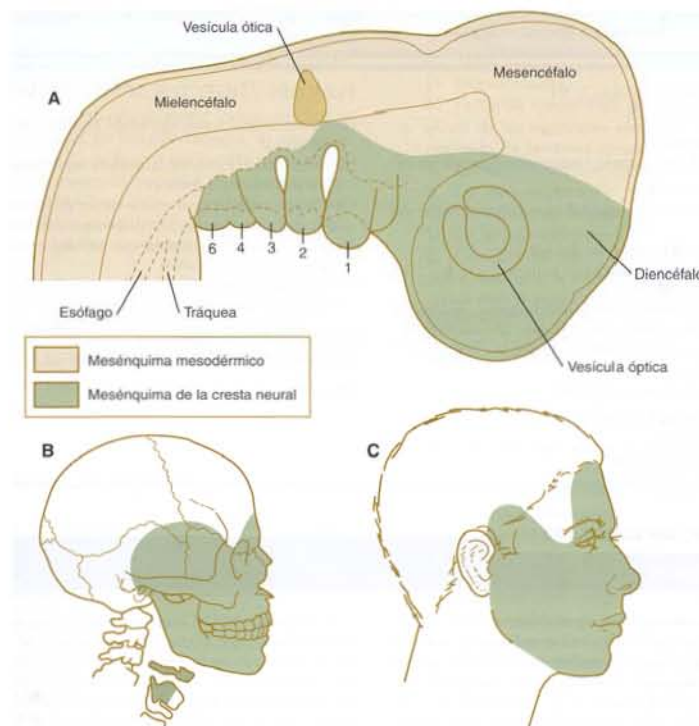 Vesícula ótica
Mesencéfalo
A
Mielencéfalo
6 4 3 2
1
Diencéfalo
Esófago
Tráquea
Vesícula óptica
Mesénquima mesodérmico
Mesénquima de la cresta neural
B
C